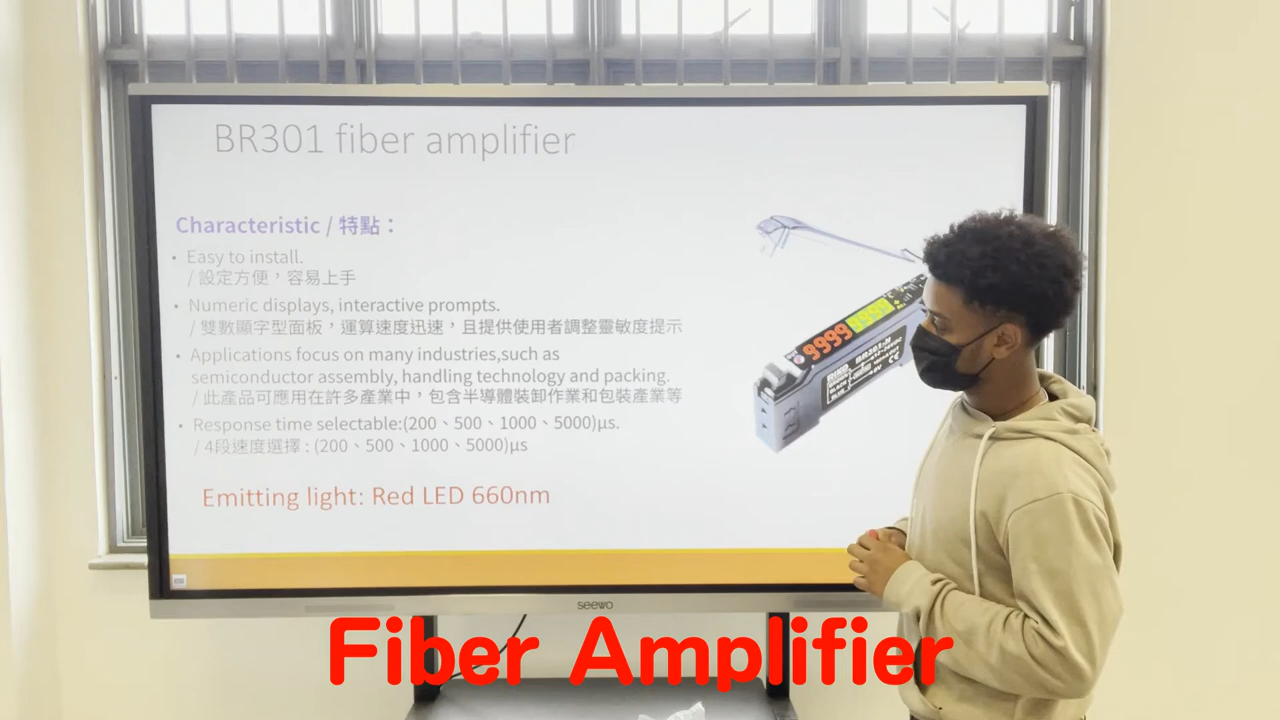 BR301 fiber amplifier
Characteristic / 特點：
• Easy to install.
/ 設定方便，容易上手
• Numeric displays, interactive prompts.
/ 雙數顯字型面板，運算速度迅速，且提供使用者調整靈敏度提示
• Applications focus on many industries,such as
semiconductor assembly, handling technology and packing.
/ 此產品可應用在許多產業中，包含半導體裝卸作業和包裝產業等
• Response time selectable:(200、500、1000、5000)µs.
/ 4段速度選擇 : (200、500、1000、5000)µs
Emitting light: Red LED 660nm
9999 9999
RIKO
BR301-N
seewo
Fiber Amplifier